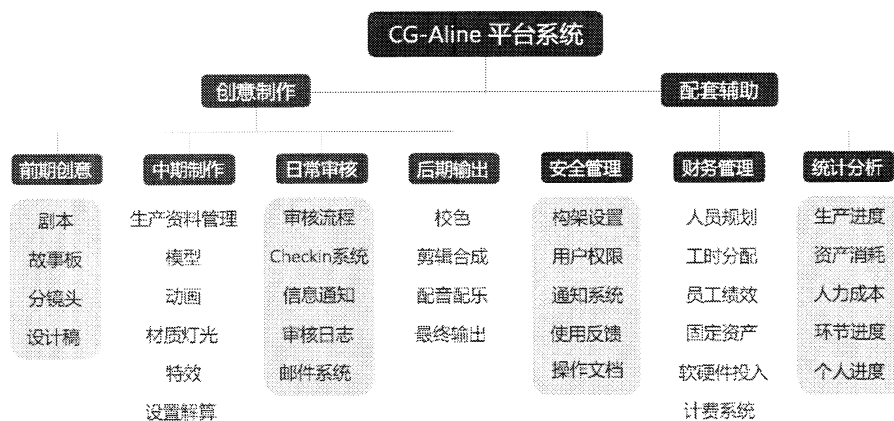 CG-Aline 平台系统
创意制作
配套辅助
前期创意
剧本
故事板
分镜头
设计稿
中期制作
生产资料管理
模型
动画
材质灯光
特效
设置解算
日常审核
审核流程
Checkin系统
信息通知
审核日志
邮件系统
后期输出
校色
剪辑合成
配音配乐
最终输出
安全管理
构架设置
用户权限
通知系统
使用反馈
操作文档
财务管理
人员规划
工时分配
员工绩效
固定资产
软硬件投入
计费系统
统计分析
生产进度
资产消耗
人力成本
环节进度
个人进度